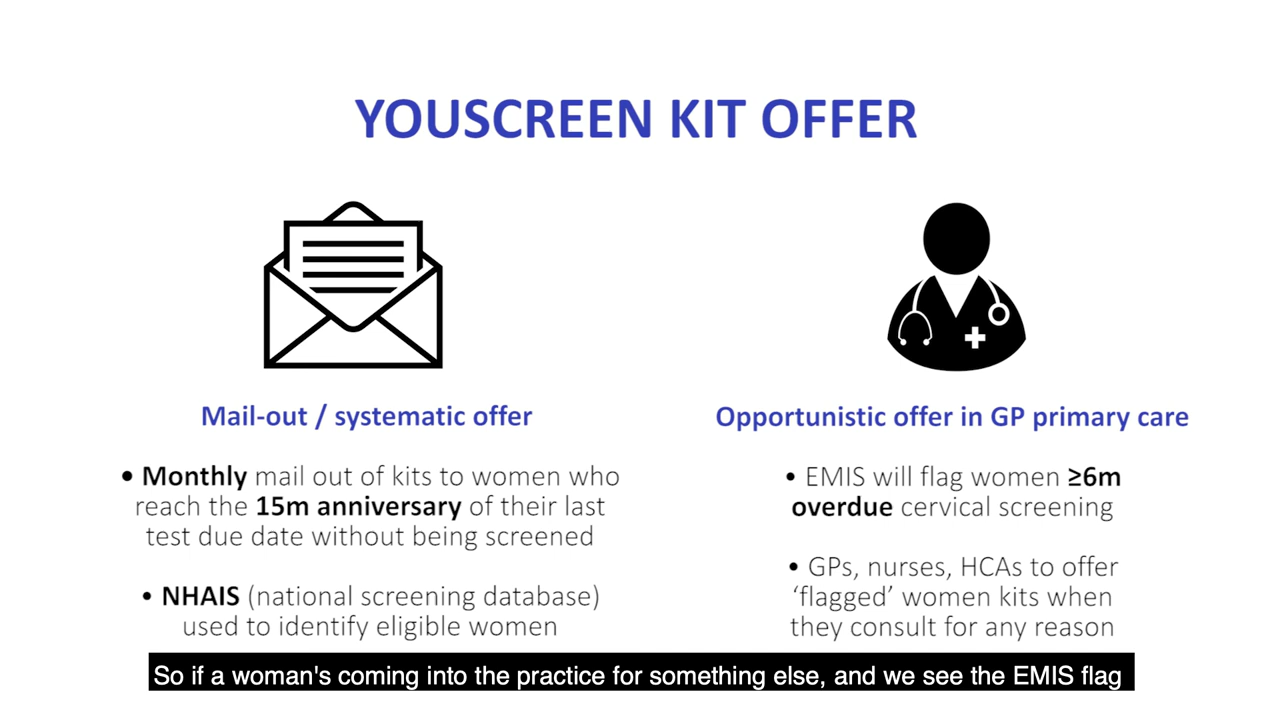 YOUSCREEN KIT OFFER
Mail-out / systematic offer
• Monthly mail out of kits to women who
reach the 15m anniversary of their last
test due date without being screened
• NHAIS (national screening database)
used to identify eligible women
Opportunistic offer in GP primary care
• EMIS will flag women ≥6m
overdue cervical screening
• GPs, nurses, HCAs to offer
‘flagged’ women kits when
they consult for any reason
So if a woman's coming into the practice for something else, and we see the EMIS flag